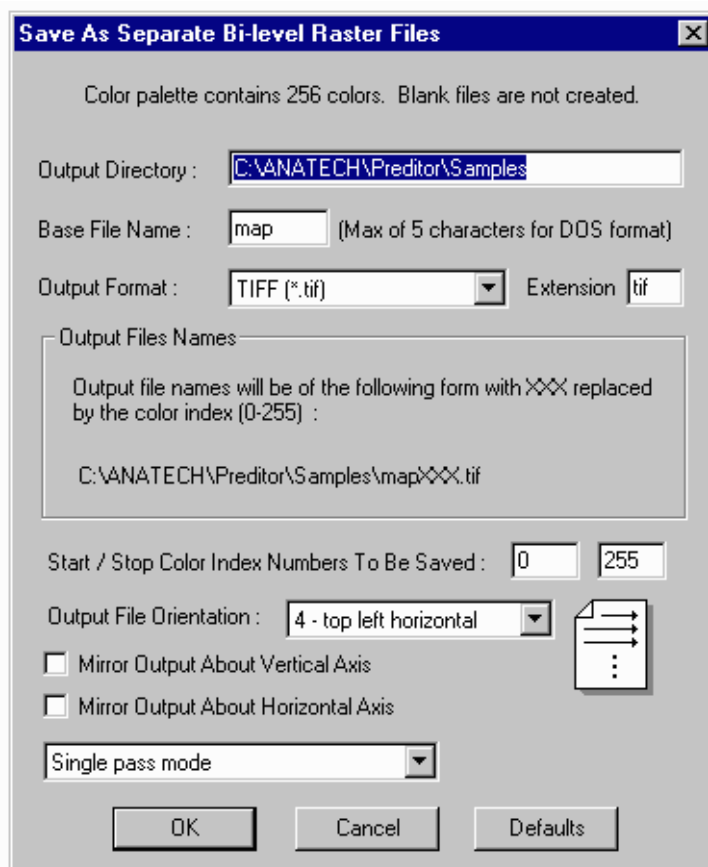 Save As Separate Bi-level Raster Files
Color palette contains 256 colors. Blank files are not created.
Output Directory : C:\ANATECH\Preditor\Samples
Base File Name : map (Max of 5 characters for DOS format)
Output Format : TIFF (*.tif) Extension tif
Output Files Names
Output file names will be of the following form with XXX replaced
by the color index (0-255) :
C:\ANATECH\Preditor\Samples\mapXXX.tif
Start / Stop Color Index Numbers To Be Saved : 0 255
Output File Orientation : 4 - top left horizontal
Mirror Output About Vertical Axis
Mirror Output About Horizontal Axis
Single pass mode
OK Cancel Defaults